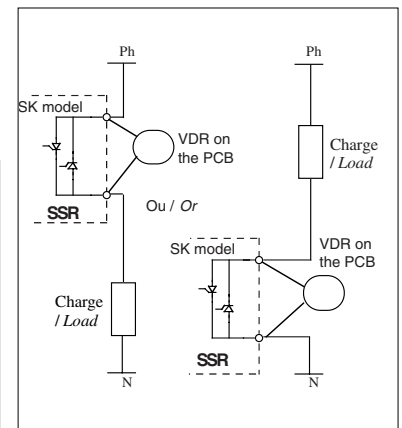 Ph
SK model
VDR on
the PCB
SSR
Ou / Or
Charge
/ Load
N
Ph
Charge
/ Load
SK model
VDR on
the PCB
SSR
N